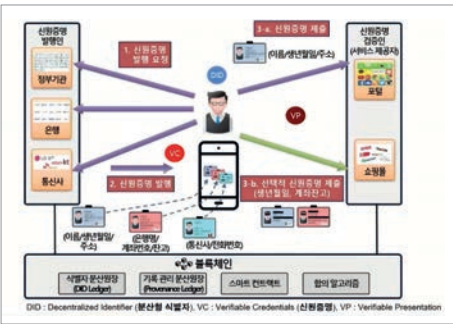 신원증명
발행인
정부기관
은행
통신사
1. 신원증명
발행 요청
DID
3-a. 신원증명 제출
(이름/생년월일/주소)
신원증명
검증인
(서비스 제공자)
포털
쇼핑몰
VP
VC
2. 신원증명 발행
3-b. 선택적 신원증명 제출
(생년월일, 계좌잔고)
(이름/생년월일/
주소)
(은행명/
계좌번호/잔고)
(통신사/전화번호)
블록체인
식별자 분산원장
(DID Ledger)
기록 관리 분산원장
(Provenance Ledger)
스마트 컨트랙트
합의 알고리즘
DID : Decentralized Identifier (분산형 식별자), VC : Verifiable Credentials (신원증명), VP : Verifiable Presentation